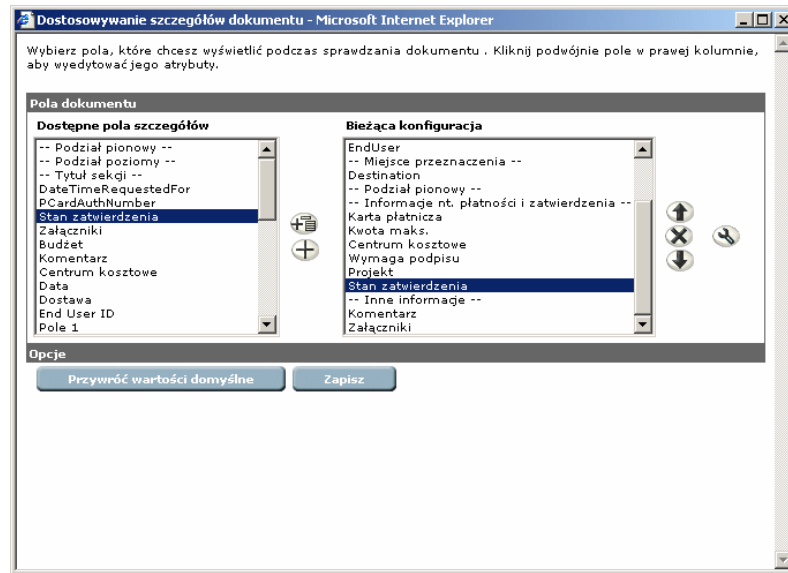 Dostosowywanie szczegółów dokumentu - Microsoft Internet Explorer
Wybierz pola, które chcesz wyświetlić podczas sprawdzania dokumentu . Kliknij podwójnie pole w prawej kolumnie,
aby wyedytować jego atrybuty.
Pola dokumentu
Dostępne pola szczegółów
-- Podział pionowy --
-- Podział poziomy --
-- Tytuł sekcji --
DateTimeRequestedFor
PCardAuthNumber
Stan zatwierdzenia
Załączniki
Budżet
Komentarz
Centrum kosztowe
Data
Dostawa
End User ID
Pole 1
Bieżąca konfiguracja
EndUser
-- Miejsce przeznaczenia --
Destination
-- Podział pionowy --
-- Informacje nt. płatności i zatwierdzenia --
Karta płatnicza
Kwota maks.
Centrum kosztowe
Wymaga podpisu
Projekt
Stan zatwierdzenia
-- Inne informacje --
Komentarz
Załączniki
Opcje
Przywróć wartości domyślne
Zapisz